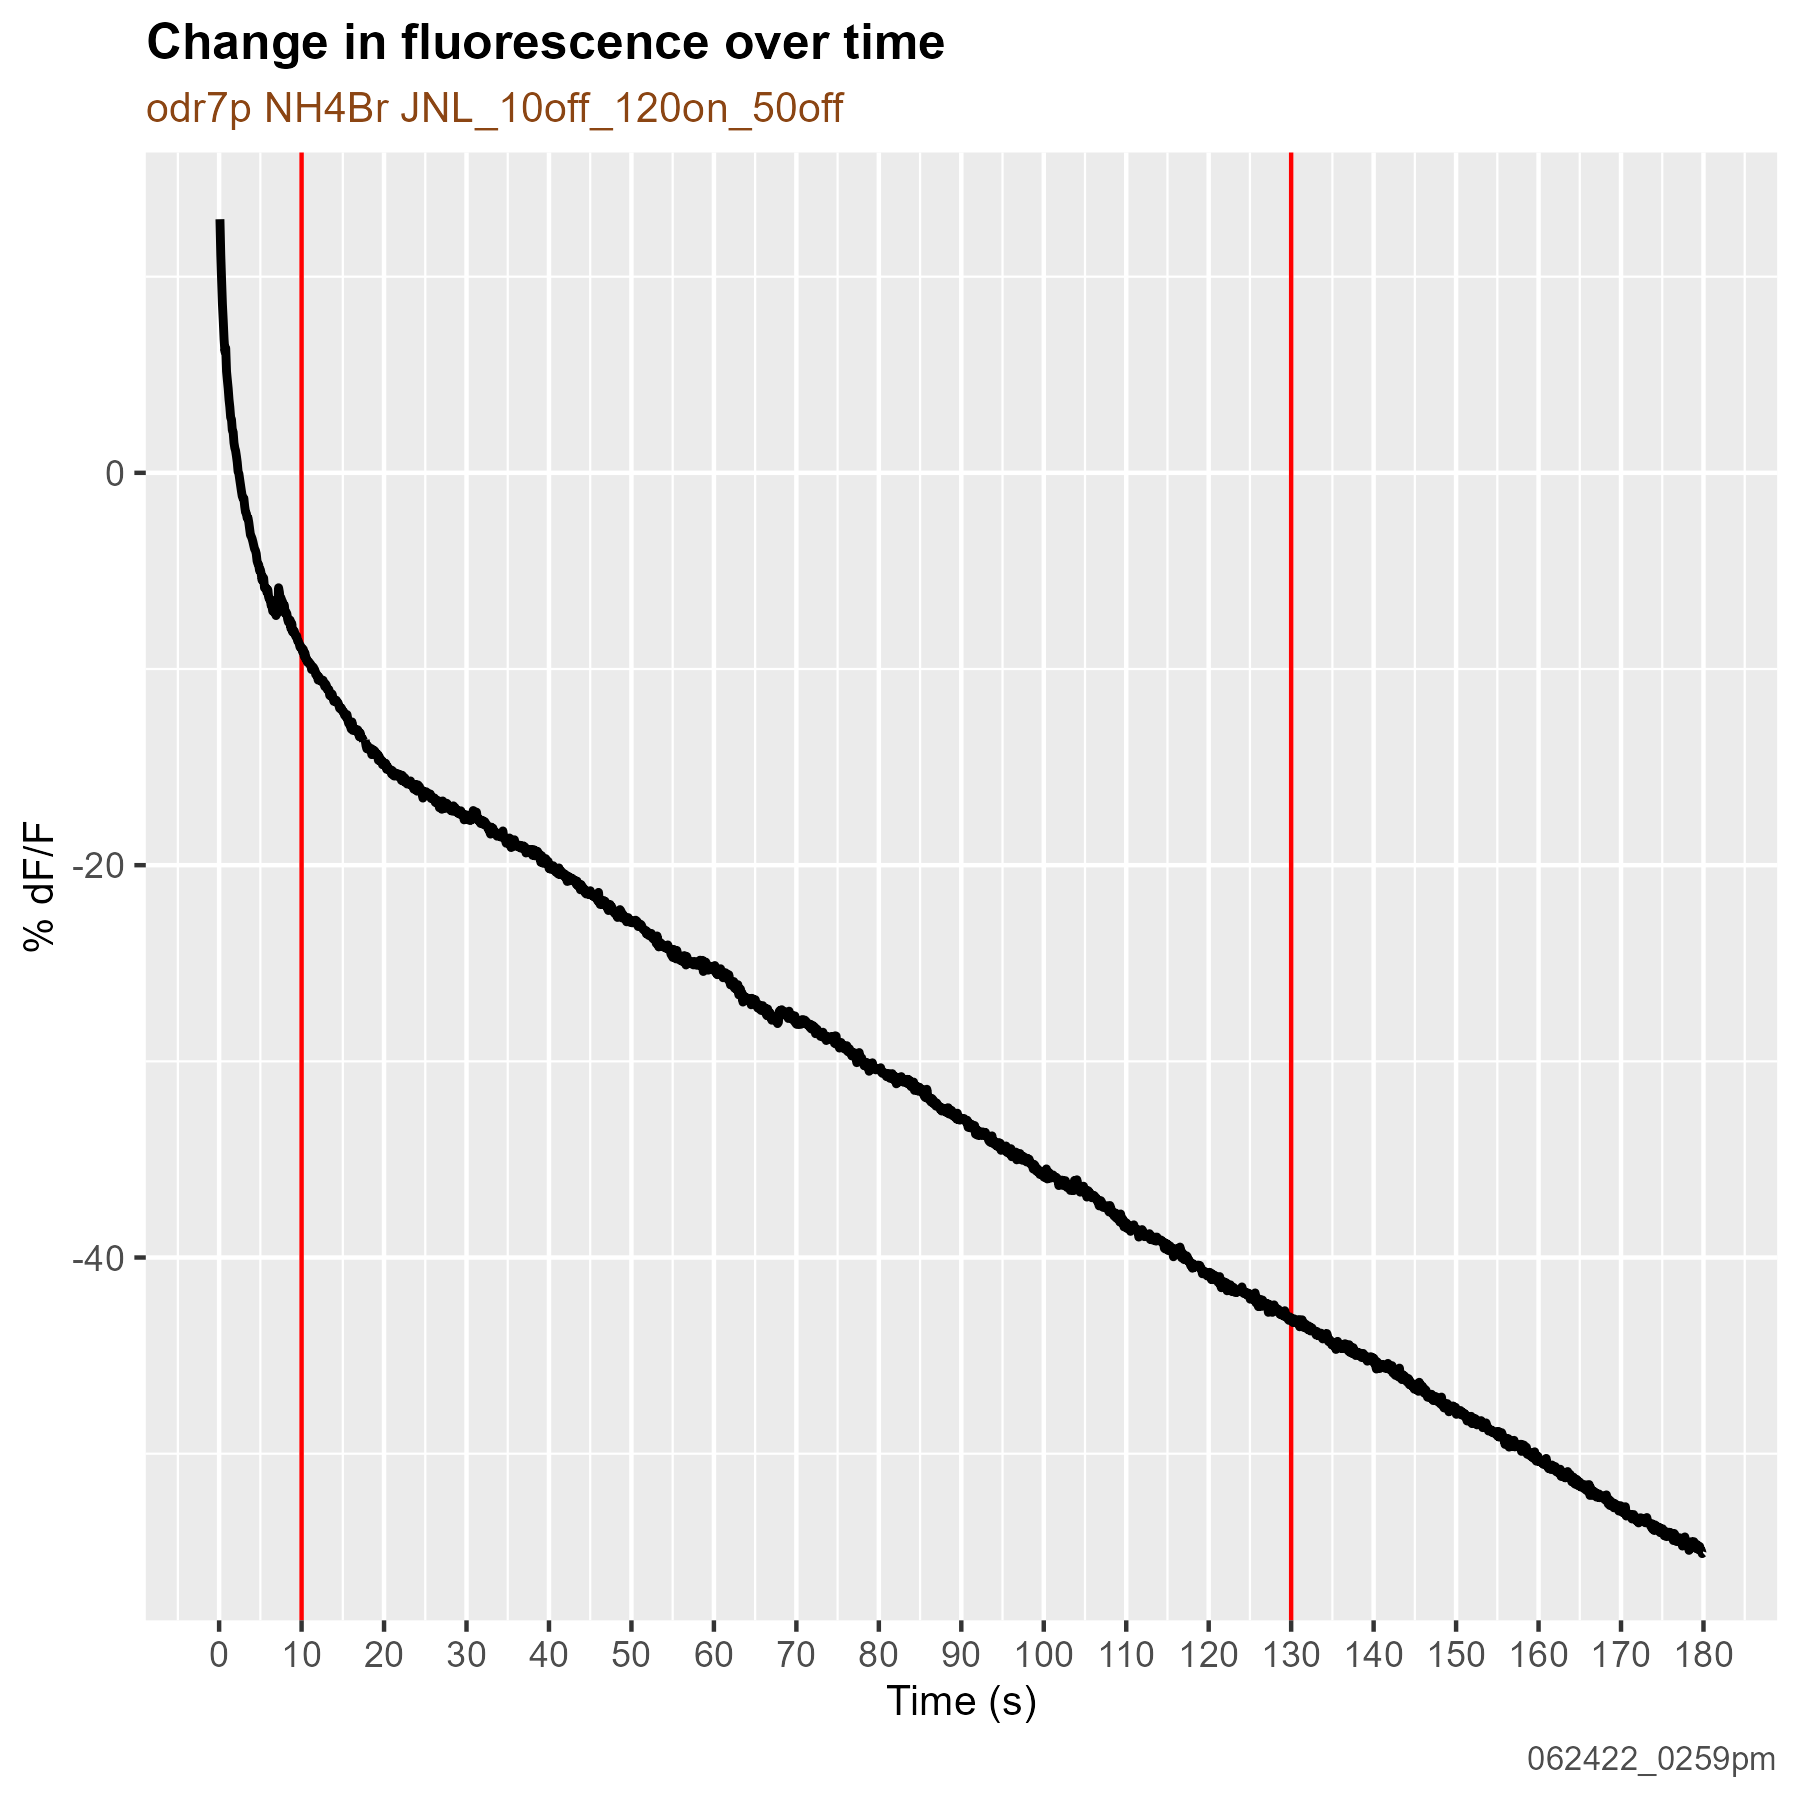 Change in fluorescence over time
odr7p NH4Br JNL_10off_120on_50off
% dF/F
0
-20
-40
0 10 20 30 40 50 60 70 80 90 100 110 120 130 140 150 160 170 180
Time (s)
062422_0259pm